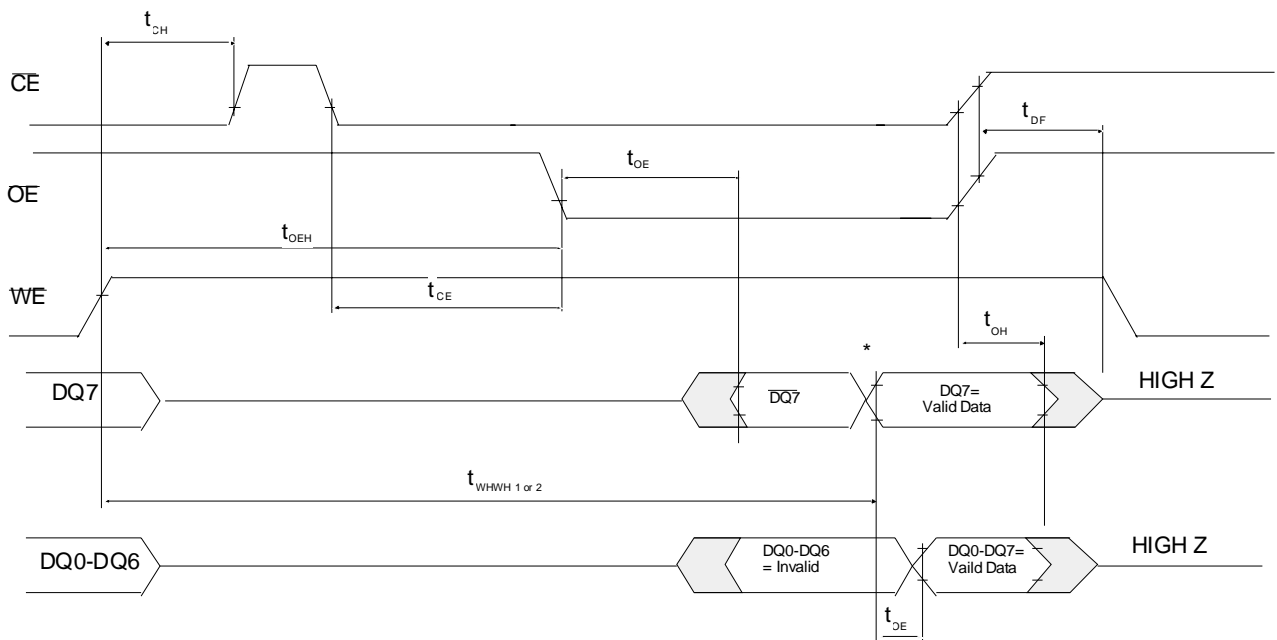 tCH
CE
tDF
tOE
OE
tOEH
WE
tCE
tOH
*
DQ7
DQ7
DQ7=
Valid Data
HIGH Z
tWHWH 1 or 2
DQ0-DQ6
DQ0-DQ6
= Invalid
DQ0-DQ7=
Vaild Data
HIGH Z
tOE